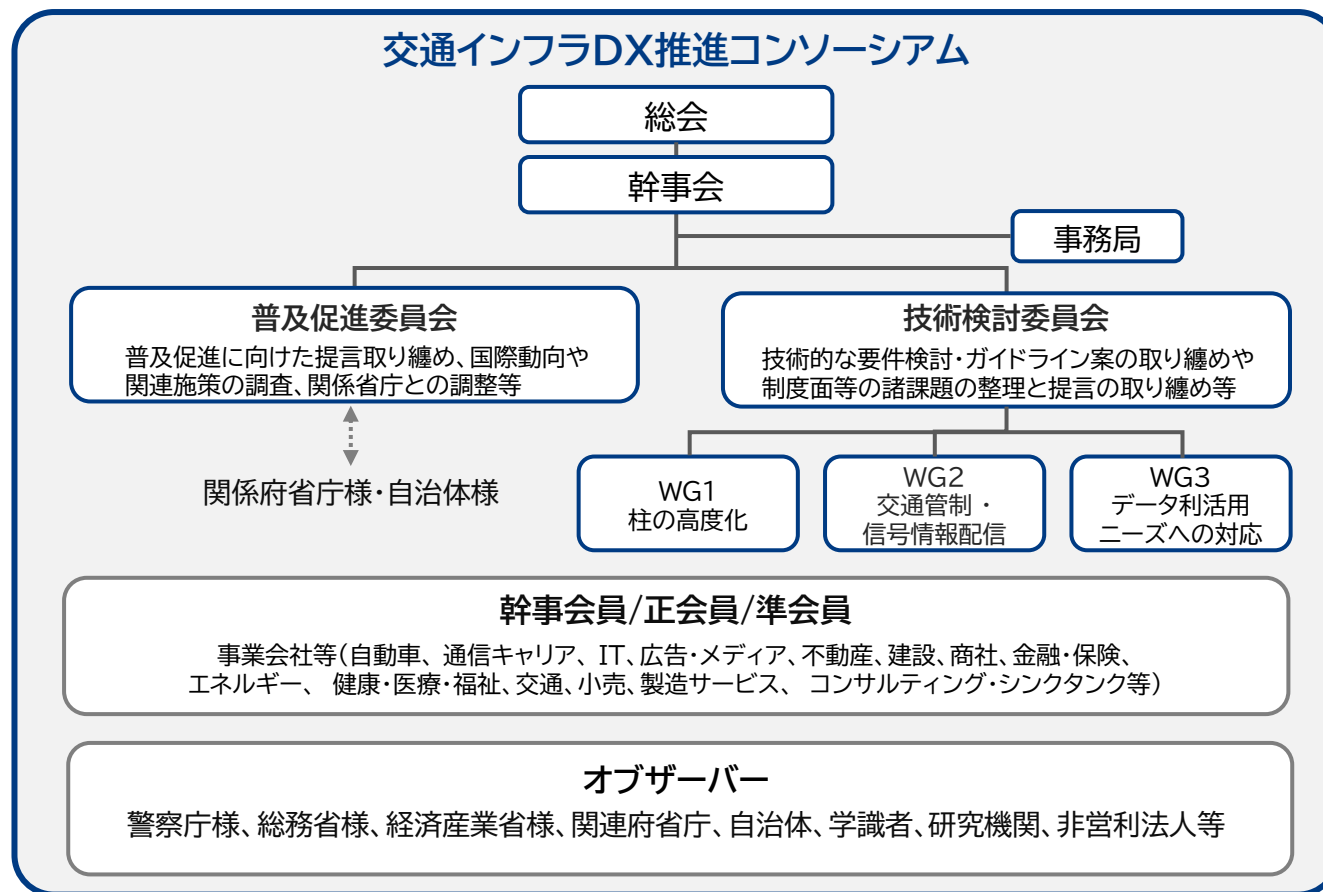 交通インフラDX推進コンソーシアム
総会
幹事会
事務局
普及促進委員会
普及促進に向けた提言取り纏め、国際動向や
関連施策の調査、関係省庁との調整等
技術検討委員会
技術的な要件検討・ガイドライン案の取り纏めや
制度面等の諸課題の整理と提言の取り纏め等
関係府省庁様・自治体様
WG1
柱の高度化
WG2
交通管制・
信号情報配信
WG3
データ利活用
ニーズへの対応
幹事会員/正会員/準会員
事業会社等(自動車、通信キャリア、IT、広告・メディア、不動産、建設、商社、金融・保険、
エネルギー、健康・医療・福祉、交通、小売、製造サービス、コンサルティング・シンクタンク等)
オブザーバー
警察庁様、総務省様、経済産業省様、関連府省庁、自治体、学識者、研究機関、非営利法人等